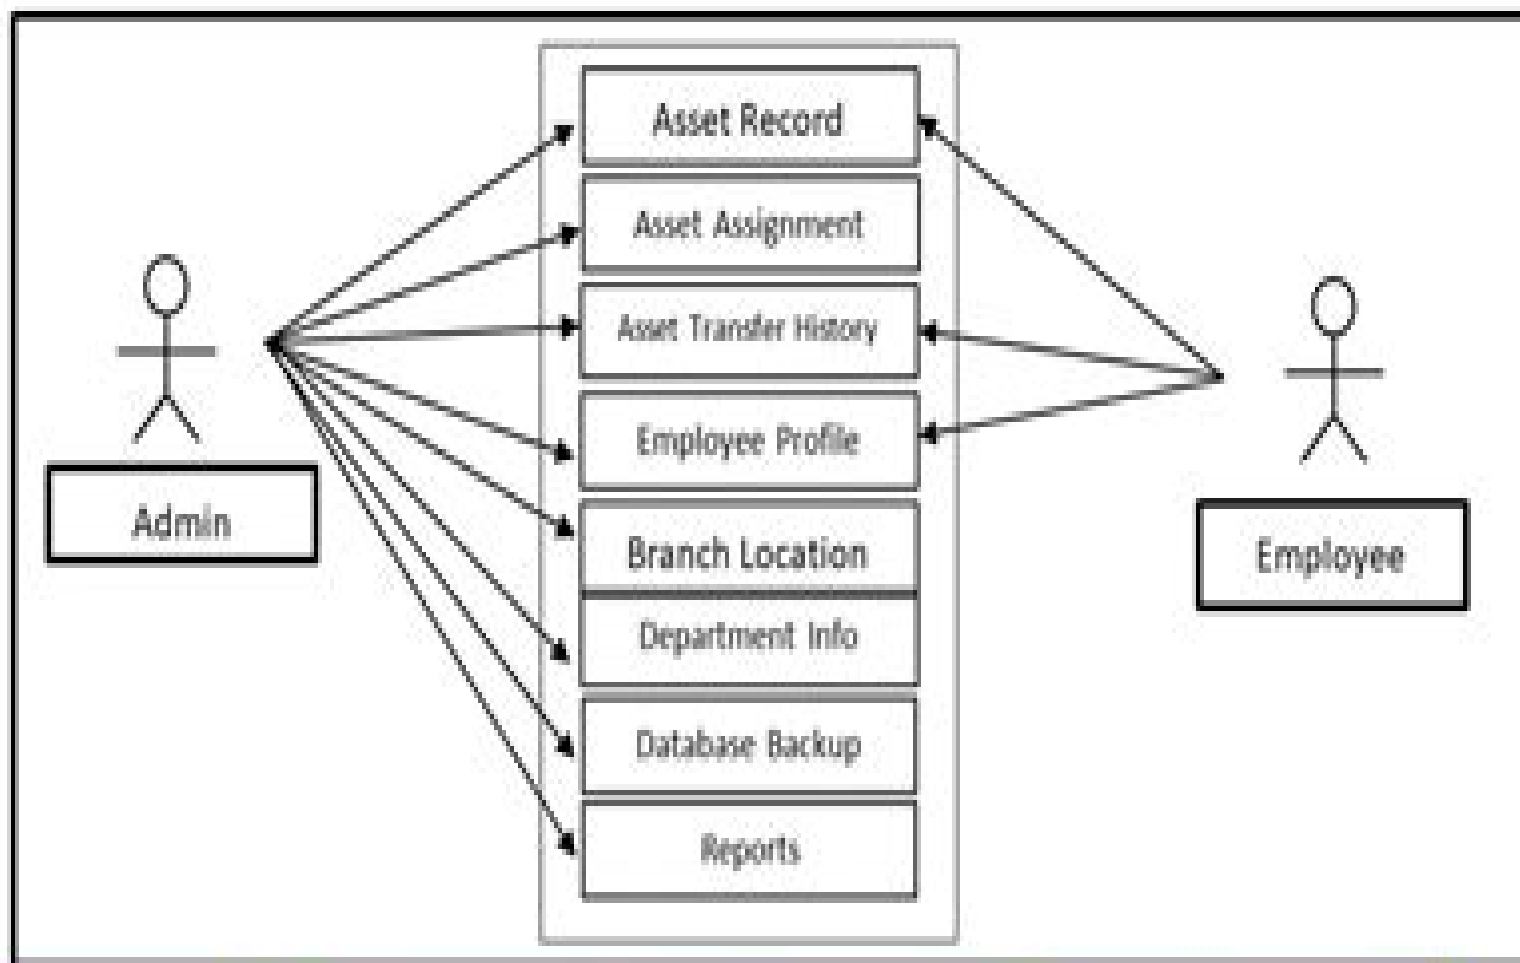 Asset Record
Asset Assignment
Asset Transfer History
Employee Profile
Branch Location
Department Info
Database Backup
Reports
Admin
Employee